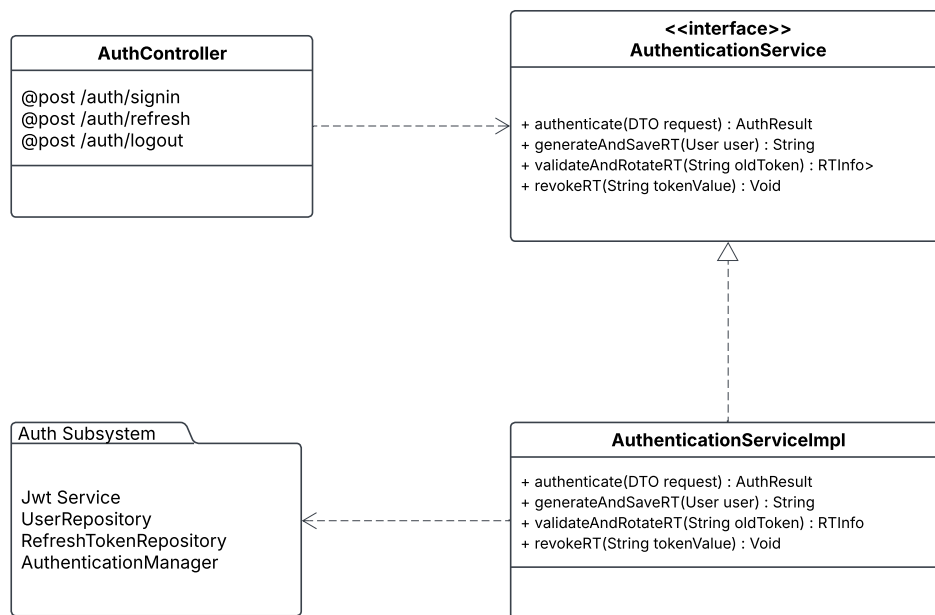 AuthController
@post /auth/signin
@post /auth/refresh
@post /auth/logout
<<interface>>
AuthenticationService
+ authenticate(DTO request) : AuthResult
+ generateAndSaveRT(User user) : String
+ validateAndRotateRT(String oldToken) : RTInfo>
+ revokeRT(String tokenValue) : Void
Auth Subsystem
Jwt Service
UserRepository
RefreshTokenRepository
AuthenticationManager
AuthenticationServiceImpl
+ authenticate(DTO request) : AuthResult
+ generateAndSaveRT(User user) : String
+ validateAndRotateRT(String oldToken) : RTInfo
+ revokeRT(String tokenValue) : Void